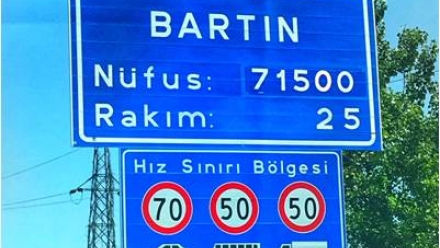 BARTIN
Nüfus: 71500
Rakım: 25
Hız Sınırı Bölgesi
70 50 50